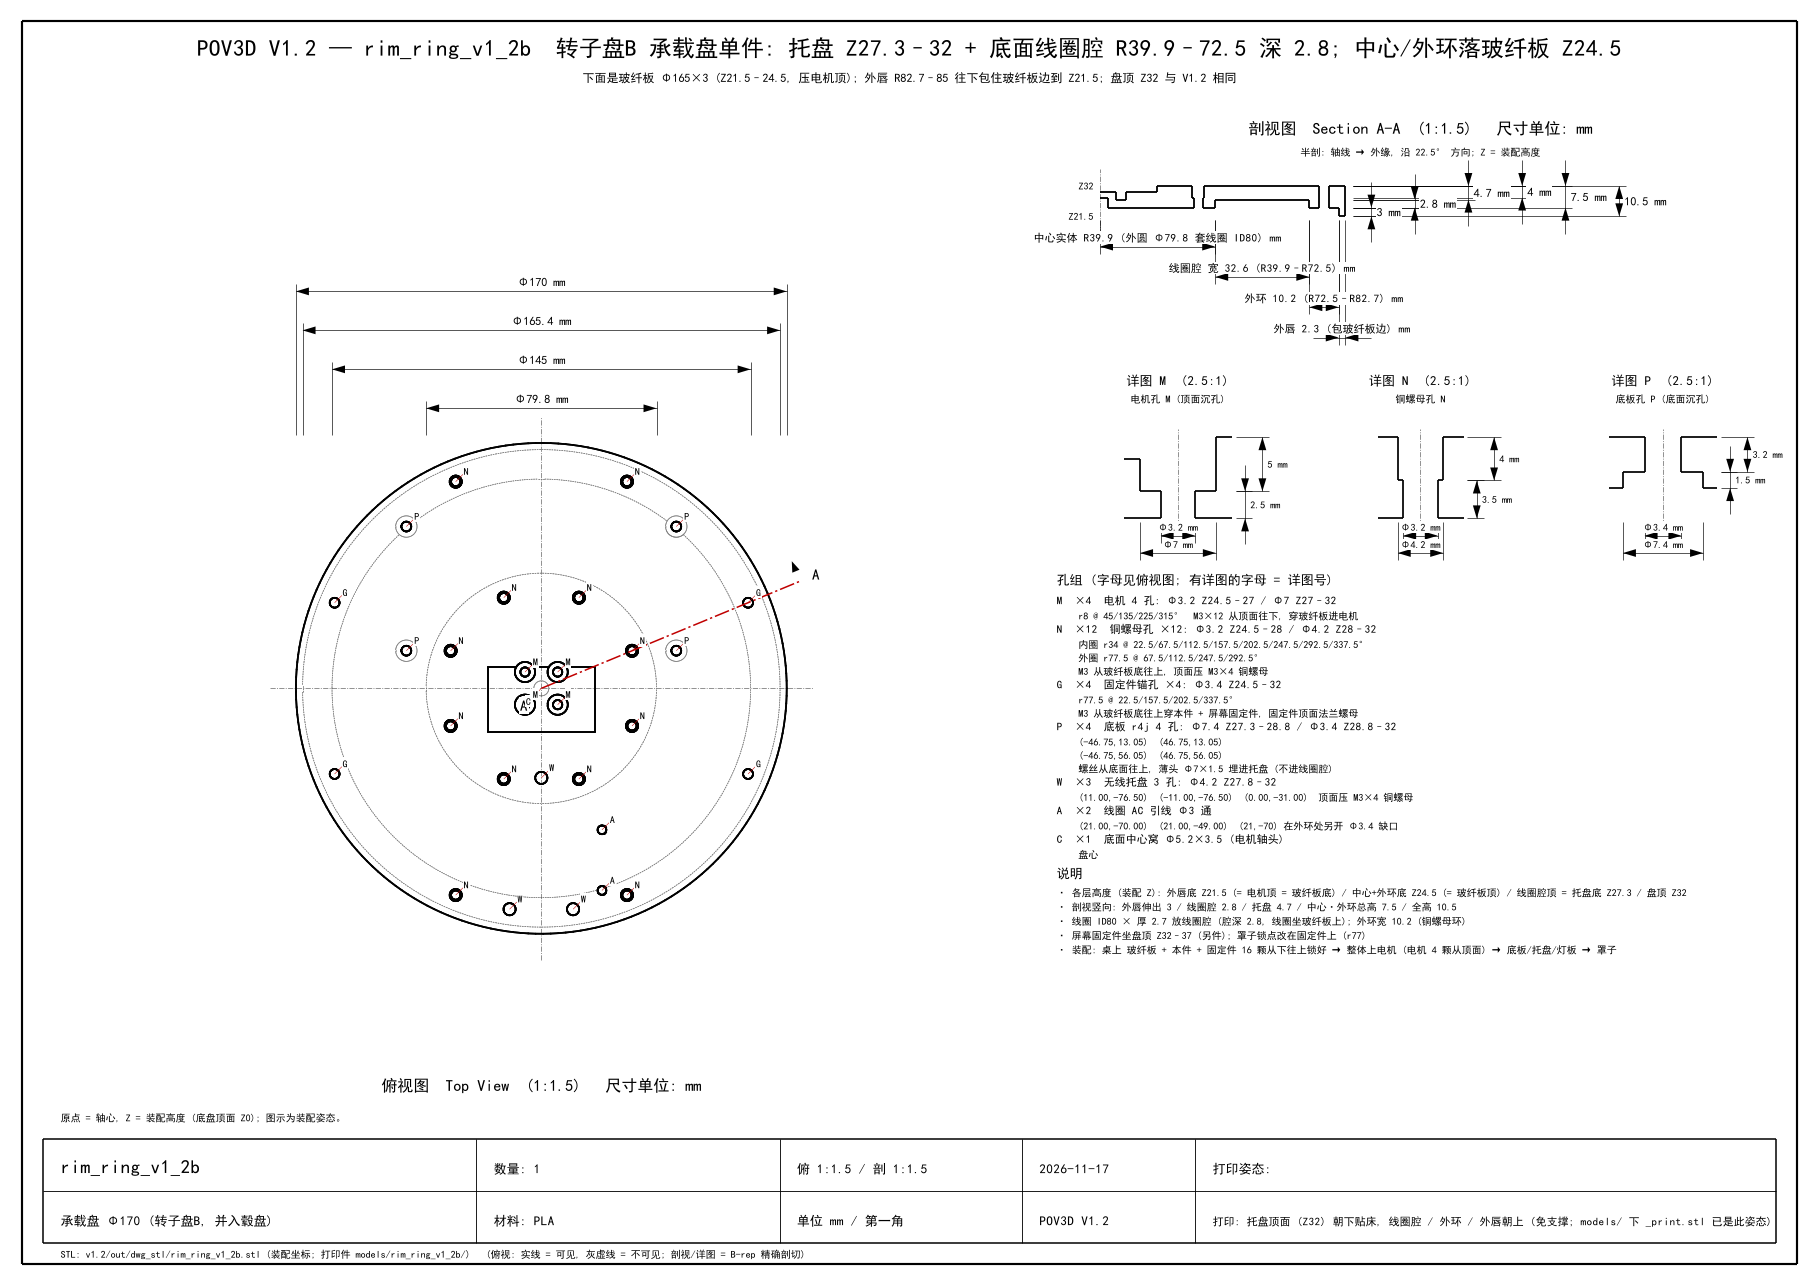 POV3D V1.2 — rim_ring_v1_2b 转子盘B 承载盘单件: 托盘 Z27.3–32 + 底面线圈腔 R39.9–72.5 深 2.8; 中心/外环落玻纤板 Z24.5
下面是玻纤板 Φ165×3 (Z21.5–24.5, 压电机顶); 外唇 R82.7–85 往下包住玻纤板边到 Z21.5; 盘顶 Z32 与 V1.2 相同
剖视图 Section A-A (1:1.5) 尺寸单位: mm
半剖: 轴线 → 外缘, 沿 22.5° 方向; Z = 装配高度
Z32
Z21.5
3 mm
2.8 mm
4.7 mm
4 mm
7.5 mm
10.5 mm
中心实体 R39.9 (外圆 Φ79.8 套线圈 ID80) mm
线圈腔 宽 32.6 (R39.9–R72.5) mm
外环 10.2 (R72.5–R82.7) mm
外唇 2.3 (包玻纤板边) mm
Φ170 mm
Φ165.4 mm
Φ145 mm
Φ79.8 mm
N
N
P
P
G
G
N
N
P
P
N
N
M
M
M
M
A
A
C
N
N
N
N
W
G
G
A
A
N
N
W
W
详图 M (2.5:1)
电机孔 M (顶面沉孔)
5 mm
2.5 mm
Φ3.2 mm
Φ7 mm
详图 N (2.5:1)
铜螺母孔 N
4 mm
3.5 mm
Φ3.2 mm
Φ4.2 mm
详图 P (2.5:1)
底板孔 P (底面沉孔)
3.2 mm
1.5 mm
Φ3.4 mm
Φ7.4 mm
孔组 (字母见俯视图; 有详图的字母 = 详图号)
M ×4 电机 4 孔: Φ3.2 Z24.5–27 / Φ7 Z27–32
r8 @ 45/135/225/315° M3×12 从顶面往下, 穿玻纤板进电机
N ×12 铜螺母孔 ×12: Φ3.2 Z24.5–28 / Φ4.2 Z28–32
内圈 r34 @ 22.5/67.5/112.5/157.5/202.5/247.5/292.5/337.5°
外圈 r77.5 @ 67.5/112.5/247.5/292.5°
M3 从玻纤板底往上, 顶面压 M3×4 铜螺母
G ×4 固定件锚孔 ×4: Φ3.4 Z24.5–32
r77.5 @ 22.5/157.5/202.5/337.5°
M3 从玻纤板底往上穿本件 + 屏幕固定件, 固定件顶面法兰螺母
P ×4 底板 r4j 4 孔: Φ7.4 Z27.3–28.8 / Φ3.4 Z28.8–32
(-46.75,13.05) (46.75,13.05)
(-46.75,56.05) (46.75,56.05)
螺丝从底面往上, 薄头 Φ7×1.5 埋进托盘 (不进线圈腔)
W ×3 无线托盘 3 孔: Φ4.2 Z27.8–32
(11.00,-76.50) (-11.00,-76.50) (0.00,-31.00) 顶面压 M3×4 铜螺母
A ×2 线圈 AC 引线 Φ3 通
(21.00,-70.00) (21.00,-49.00) (21,-70) 在外环处另开 Φ3.4 缺口
C ×1 底面中心窝 Φ5.2×3.5 (电机轴头)
盘心
说明
· 各层高度 (装配 Z): 外唇底 Z21.5 (= 电机顶 = 玻纤板底) / 中心+外环底 Z24.5 (= 玻纤板顶) / 线圈腔顶 = 托盘底 Z27.3 / 盘顶 Z32
· 剖视竖向: 外唇伸出 3 / 线圈腔 2.8 / 托盘 4.7 / 中心·外环总高 7.5 / 全高 10.5
· 线圈 ID80 × 厚 2.7 放线圈腔 (腔深 2.8, 线圈坐玻纤板上); 外环宽 10.2 (铜螺母环)
· 屏幕固定件坐盘顶 Z32–37 (另件); 罩子锁点改在固定件上 (r77)
· 装配: 桌上 玻纤板 + 本件 + 固定件 16 颗从下往上锁好 → 整体上电机 (电机 4 颗从顶面) → 底板/托盘/灯板 → 罩子
俯视图 Top View (1:1.5) 尺寸单位: mm
原点 = 轴心, Z = 装配高度 (底盘顶面 Z0); 图示为装配姿态。
rim_ring_v1_2b
数量: 1
俯 1:1.5 / 剖 1:1.5
2026-11-17
打印姿态:
承载盘 Φ170 (转子盘B, 并入毂盘)
材料: PLA
单位 mm / 第一角
POV3D V1.2
打印: 托盘顶面 (Z32) 朝下贴床, 线圈腔 / 外环 / 外唇朝上 (免支撑; models/ 下 _print.stl 已是此姿态)
STL: v1.2/out/dwg_stl/rim_ring_v1_2b.stl (装配坐标; 打印件 models/rim_ring_v1_2b/) (俯视: 实线 = 可见, 灰虚线 = 不可见; 剖视/详图 = B-rep 精确剖切)